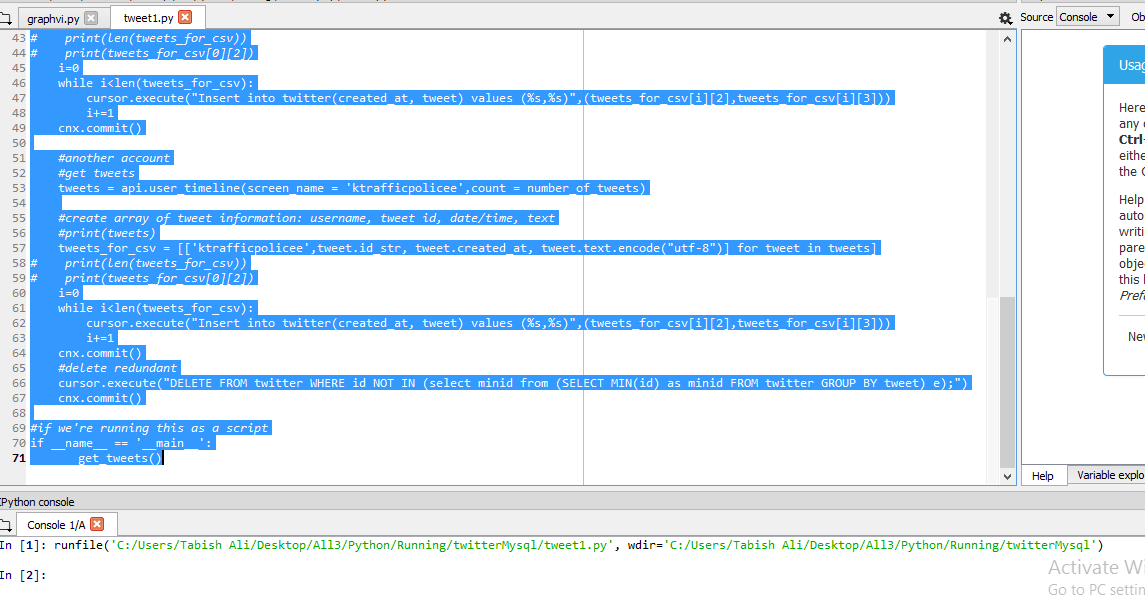 graphvi.py
tweet1.py
Source Console Ob
43 #    print(len(tweets_for_csv))
44 #    print(tweets_for_csv[0][2])
45     i=0
46     while i<len(tweets_for_csv):
47         cursor.execute("Insert into twitter(created_at, tweet) values (%s,%s)",(tweets_for_csv[i][2],tweets_for_csv[i][3]))
48         i+=1
49     cnx.commit()
50
51     #another account
52     #get tweets
53     tweets = api.user_timeline(screen_name = 'ktrafficpolicee',count = number_of_tweets)
54
55     #create array of tweet information: username, tweet id, date/time, text
56     #print(tweets)
57     tweets_for_csv = [['ktrafficpolicee',tweet.id_str, tweet.created_at, tweet.text.encode("utf-8")] for tweet in tweets]
58 #    print(len(tweets_for_csv))
59 #    print(tweets_for_csv[0][2])
60     i=0
61     while i<len(tweets_for_csv):
62         cursor.execute("Insert into twitter(created_at, tweet) values (%s,%s)",(tweets_for_csv[i][2],tweets_for_csv[i][3]))
63         i+=1
64     cnx.commit()
65     #delete redundant
66     cursor.execute("DELETE FROM twitter WHERE id NOT IN (select minid from (SELECT MIN(id) as minid FROM twitter GROUP BY tweet) e);")
67     cnx.commit()
68
69 #if we're running this as a script
70 if __name__ == '__main__':
71        get_tweets()
Usag
Here
any
Ctrl-
eithe
the C
Help
auto
writi
pare
obje
this
Pref
Nev
Help
Variable explo
IPython console
Console 1/A
In [1]: runfile('C:/Users/Tabish Ali/Desktop/All3/Python/Running/twitterMysql/tweet1.py', wdir='C:/Users/Tabish Ali/Desktop/All3/Python/Running/twitterMysql')
In [2]:
Activate Wi
Go to PC settin